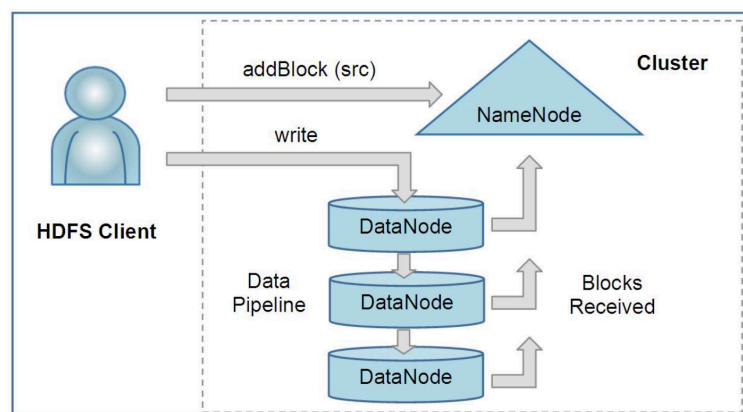 addBlock (src)
Cluster
NameNode
write
HDFS Client
DataNode
Data
Pipeline
DataNode
Blocks
Received
DataNode